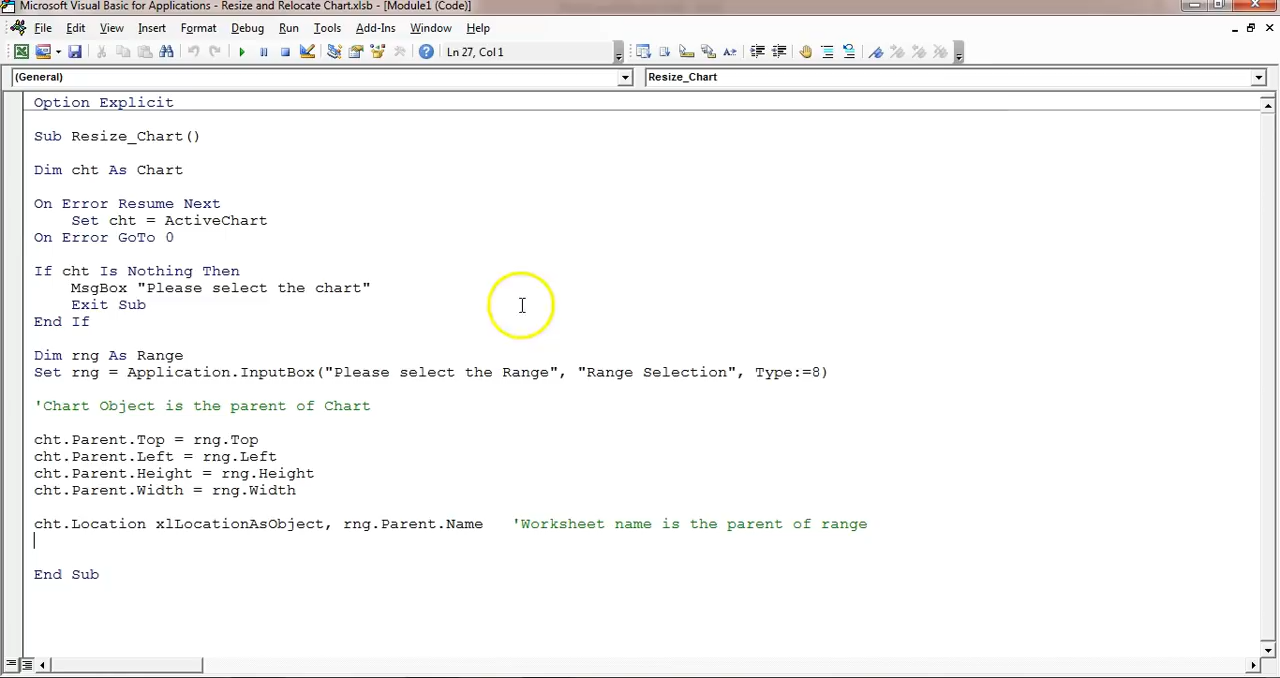 Microsoft Visual Basic for Applications - Resize and Relocate Chart.xlsb - [Module1 (Code)]
File Edit View Insert Format Debug Run Tools Add-Ins Window Help
Ln 27, Col 1
(General) Resize_Chart
Option Explicit
Sub Resize_Chart()
Dim cht As Chart
On Error Resume Next
Set cht = ActiveChart
On Error GoTo 0
If cht Is Nothing Then
MsgBox "Please select the chart"
Exit Sub
End If
Dim rng As Range
Set rng = Application.InputBox("Please select the Range", "Range Selection", Type:=8)
'Chart Object is the parent of Chart
cht.Parent.Top = rng.Top
cht.Parent.Left = rng.Left
cht.Parent.Height = rng.Height
cht.Parent.Width = rng.Width
cht.Location xlLocationAsObject, rng.Parent.Name 'Worksheet name is the parent of range
End Sub